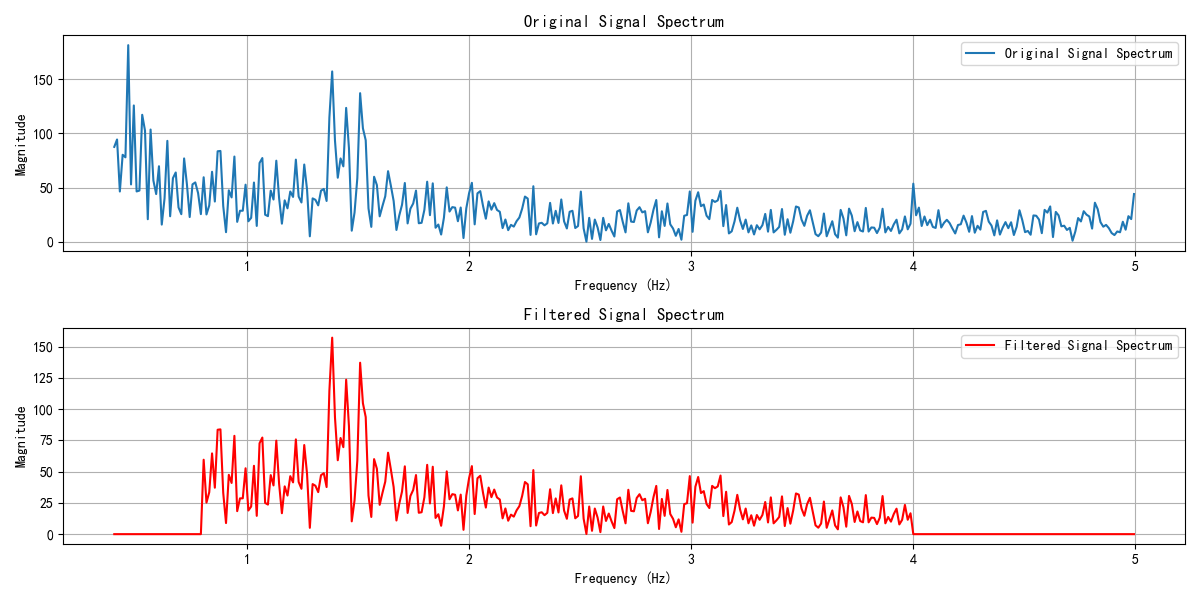 Original Signal Spectrum
Original Signal Spectrum
Magnitude
150
100
50
0
1 2 3 4 5
Frequency (Hz)
Filtered Signal Spectrum
Filtered Signal Spectrum
Magnitude
150
125
100
75
50
25
0
1 2 3 4 5
Frequency (Hz)